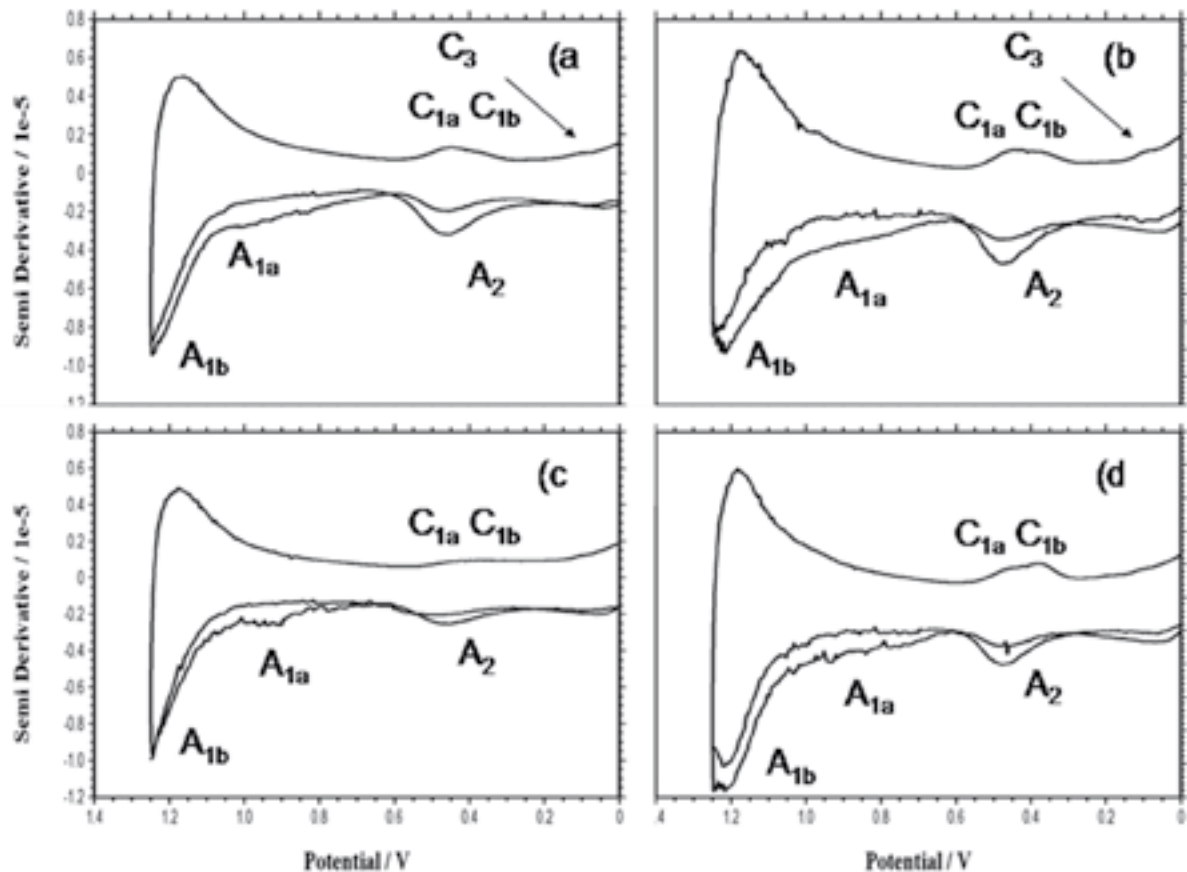 0.8
0.6
0.4
0.2
0
-0.2
-0.4
-0.6
-0.8
-1.0
Semi Derivative / 1e-5
C3
(a
C1a C1b
A1a
A2
A1b
C3
(b
C1a C1b
A1a
A2
A1b
0.8
0.6
0.4
0.2
0
-0.2
-0.4
-0.6
-0.8
-1.0
-1.2
Semi Derivative / 1e-5
(c
C1a C1b
A1a
A2
A1b
1.4 1.2 1.0 0.8 0.6 0.4 0.2 0
Potential / V
(d
C1a C1b
A1a
A2
A1b
.4 1.2 1.0 0.8 0.6 0.4 0.2 0
Potential / V